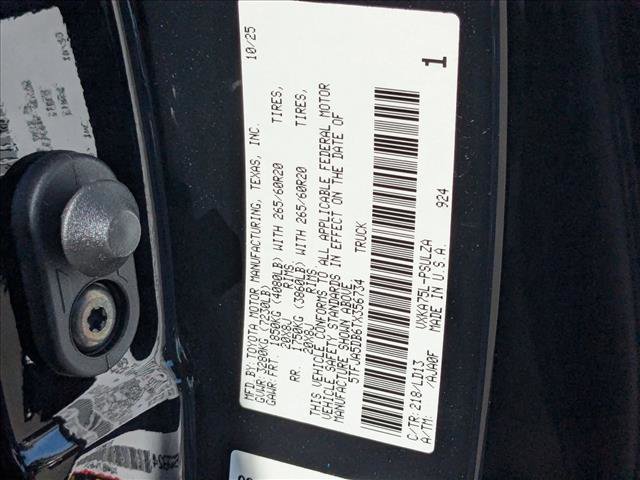 MFD.BY:TOYOTA MOTOR MANUFACTURING, TEXAS, INC. 10/25
GVWR:3280KG (7230LB)
GAWR:FRT. 1850KG (4080LB) WITH 265/60R20 TIRES,
20X8J RIMS
RR. 1750KG (3860LB) WITH 265/60R20 TIRES,
20X8J RIMS
THIS VEHICLE CONFORMS TO ALL APPLICABLE FEDERAL MOTOR
VEHICLE SAFETY STANDARDS IN EFFECT ON THE DATE OF
MANUFACTURE SHOWN ABOVE
5TFJA5DB6TX356734 TRUCK
C/TR:218/LD13 VXKA75L-PSULZA
A/TM: /AJA0F MADE IN U.S.A. 924
1